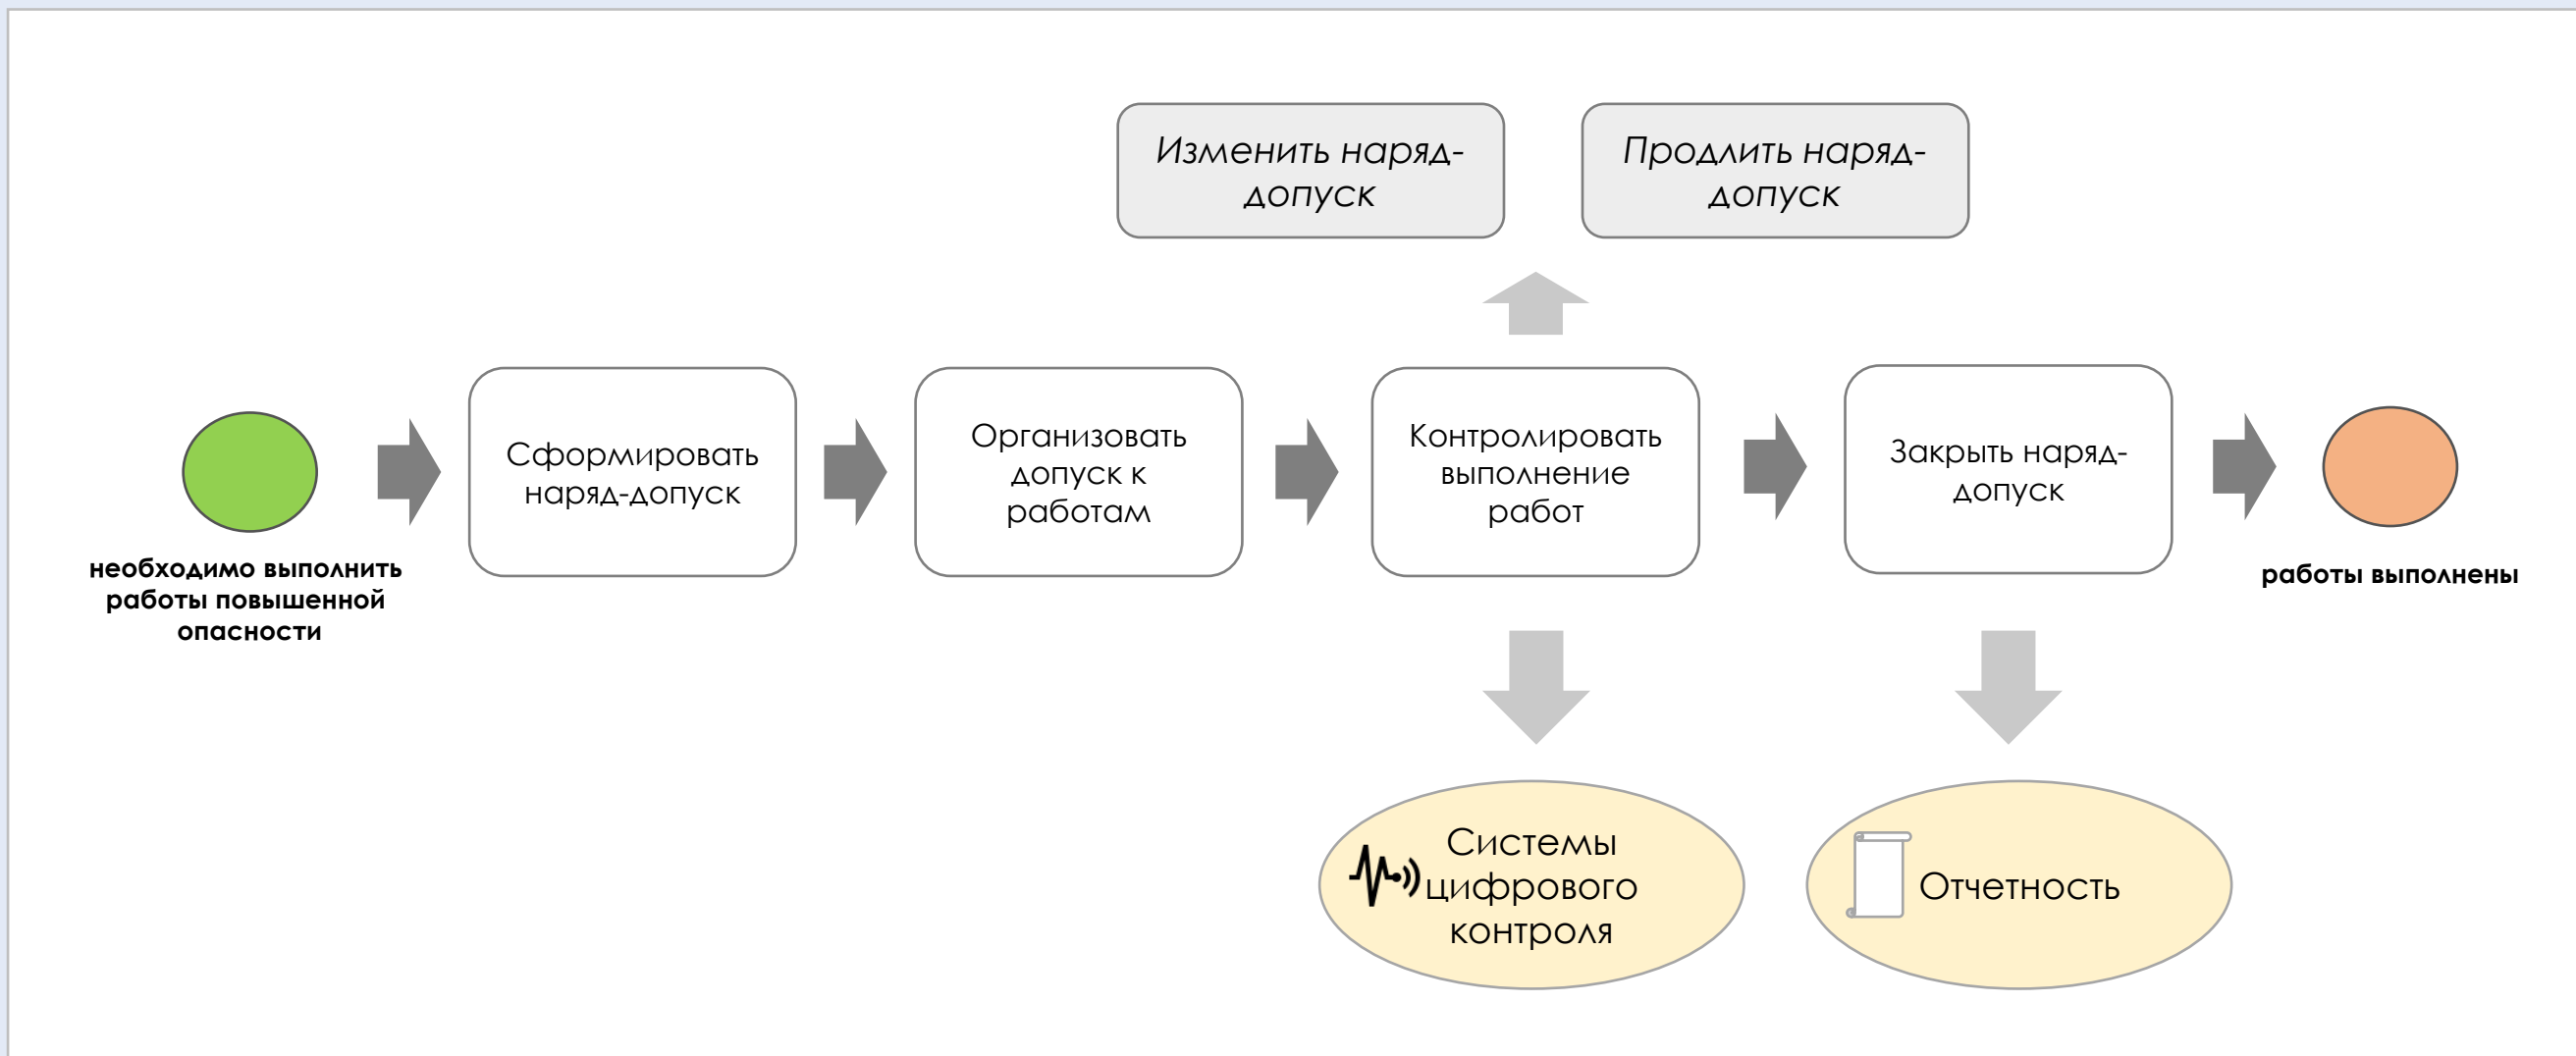 Изменить наряд-
допуск
Продлить наряд-
допуск
необходимо выполнить
работы повышенной
опасности
Сформировать
наряд-допуск
Организовать
допуск к
работам
Контролировать
выполнение
работ
Закрыть наряд-
допуск
работы выполнены
Системы
цифрового
контроля
Отчетность